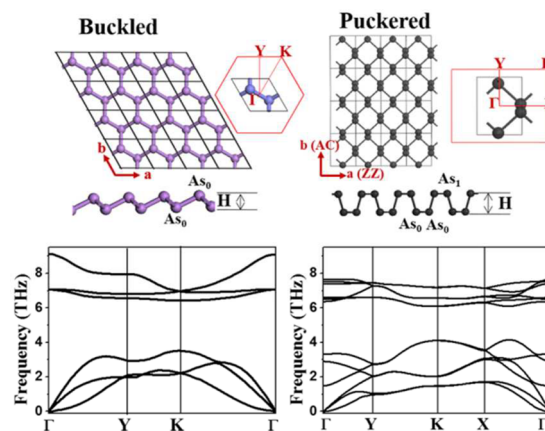 Buckled
Puckered
Y K
Γ
b
a
As₀
As₀
H
b (AC)
a (ZZ)
Y
Γ
As₁
As₀ As₀
H
Frequency (THz)
8
6
4
2
0
Γ Y K Γ
Frequency (THz)
8
6
4
2
0
Γ Y K X Γ